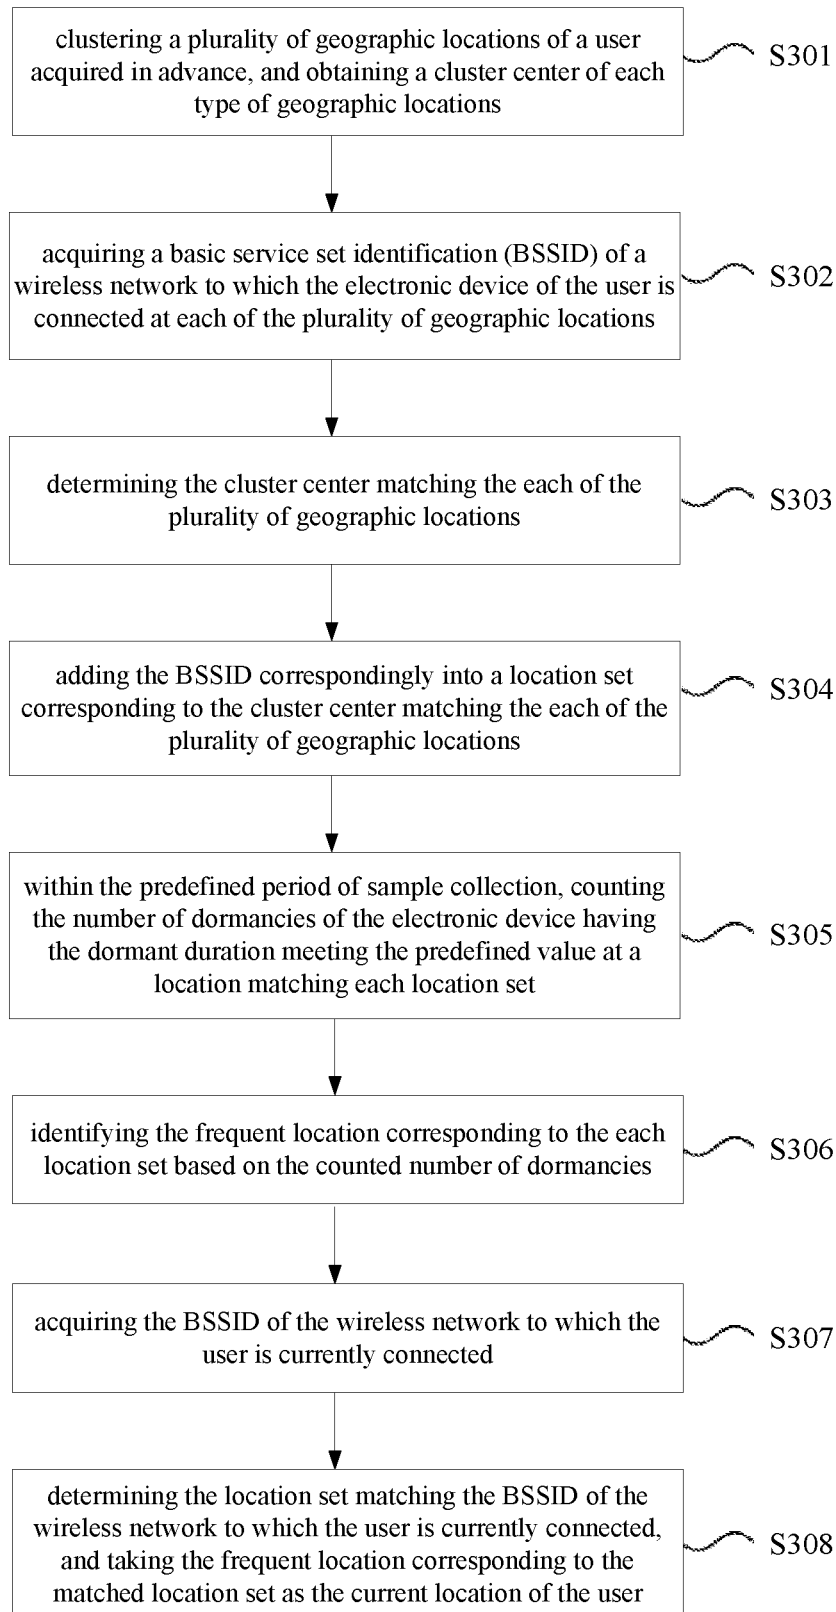 clustering a plurality of geographic locations of a user
acquired in advance, and obtaining a cluster center of each
type of geographic locations
S301
acquiring a basic service set identification (BSSID) of a
wireless network to which the electronic device of the user is
connected at each of the plurality of geographic locations
S302
determining the cluster center matching the each of the
plurality of geographic locations
S303
adding the BSSID correspondingly into a location set
corresponding to the cluster center matching the each of the
plurality of geographic locations
S304
within the predefined period of sample collection, counting
the number of dormancies of the electronic device having
the dormant duration meeting the predefined value at a
location matching each location set
S305
identifying the frequent location corresponding to the each
location set based on the counted number of dormancies
S306
acquiring the BSSID of the wireless network to which the
user is currently connected
S307
determining the location set matching the BSSID of the
wireless network to which the user is currently connected,
and taking the frequent location corresponding to the
matched location set as the current location of the user
S308